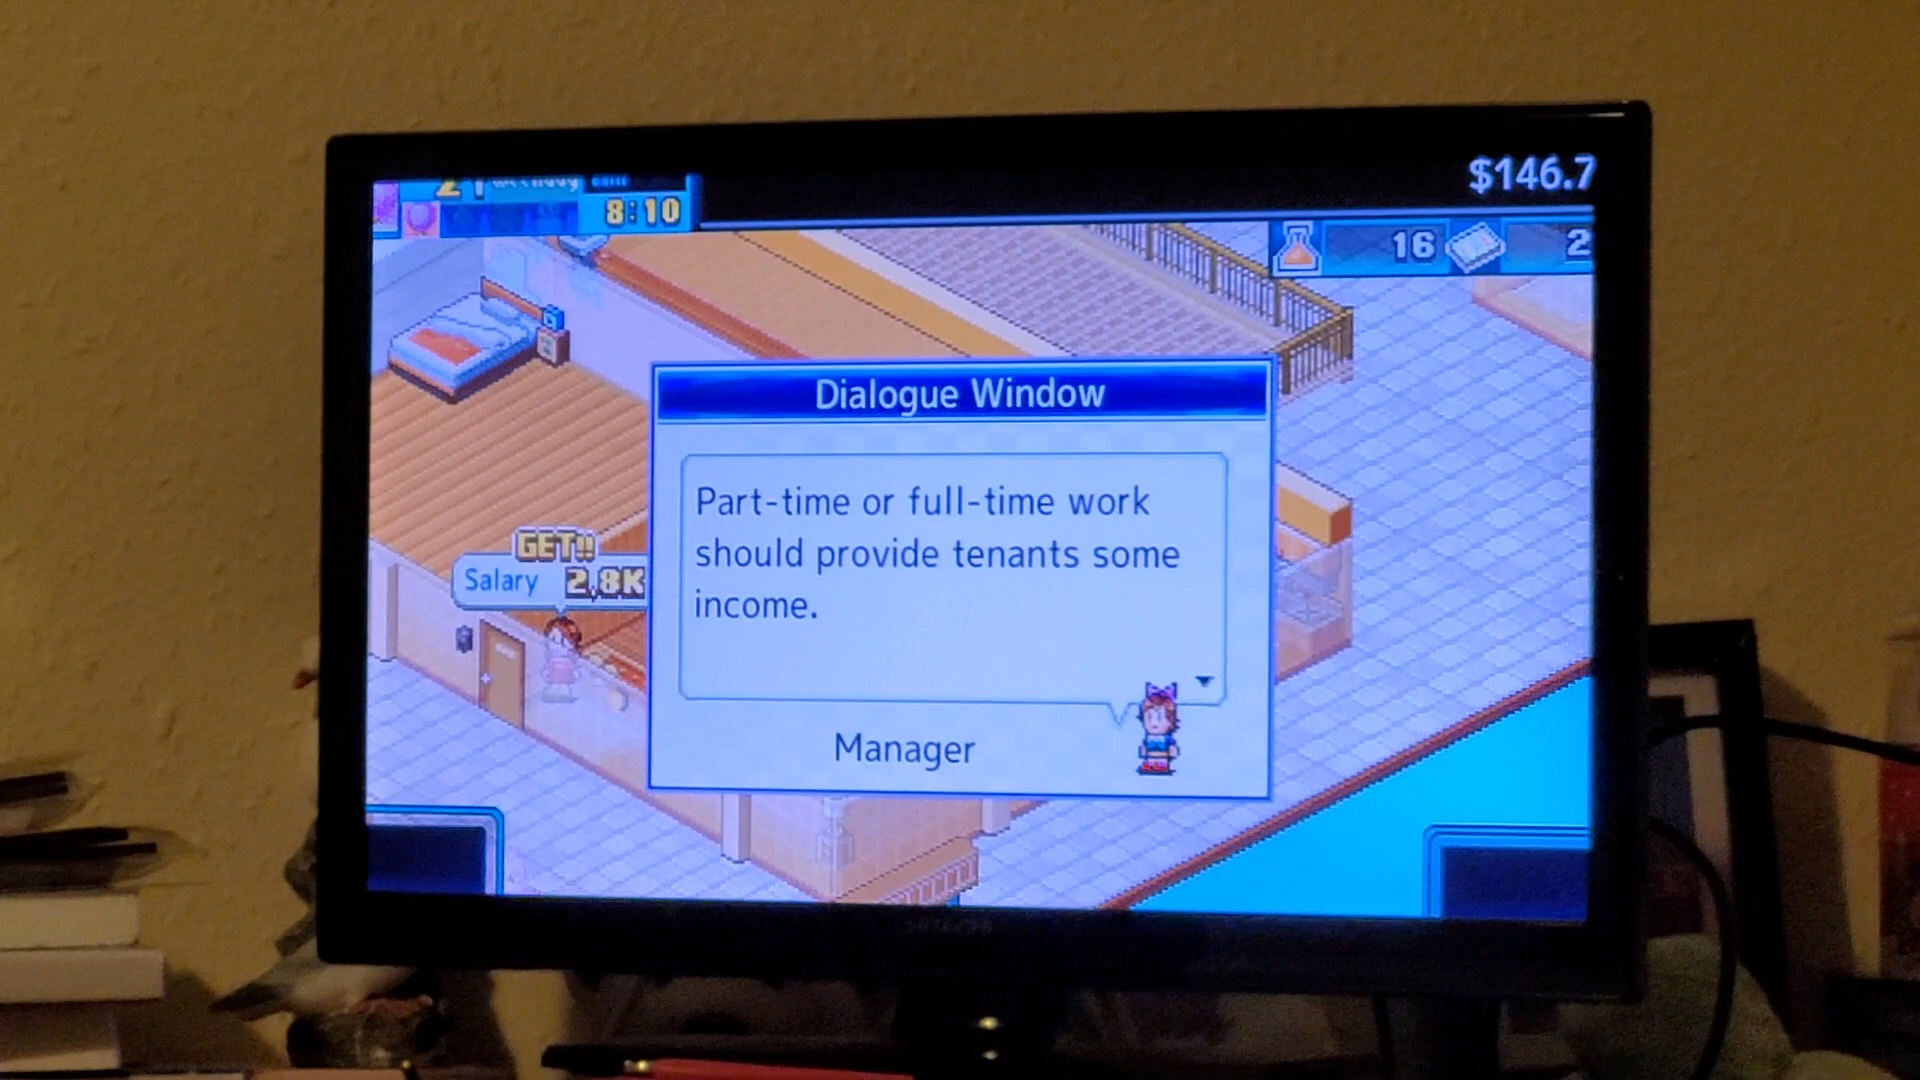 $146.7
8:10
16
2
Dialogue Window
Part-time or full-time work
should provide tenants some
income.
GET!!
Salary 2,8K
Manager